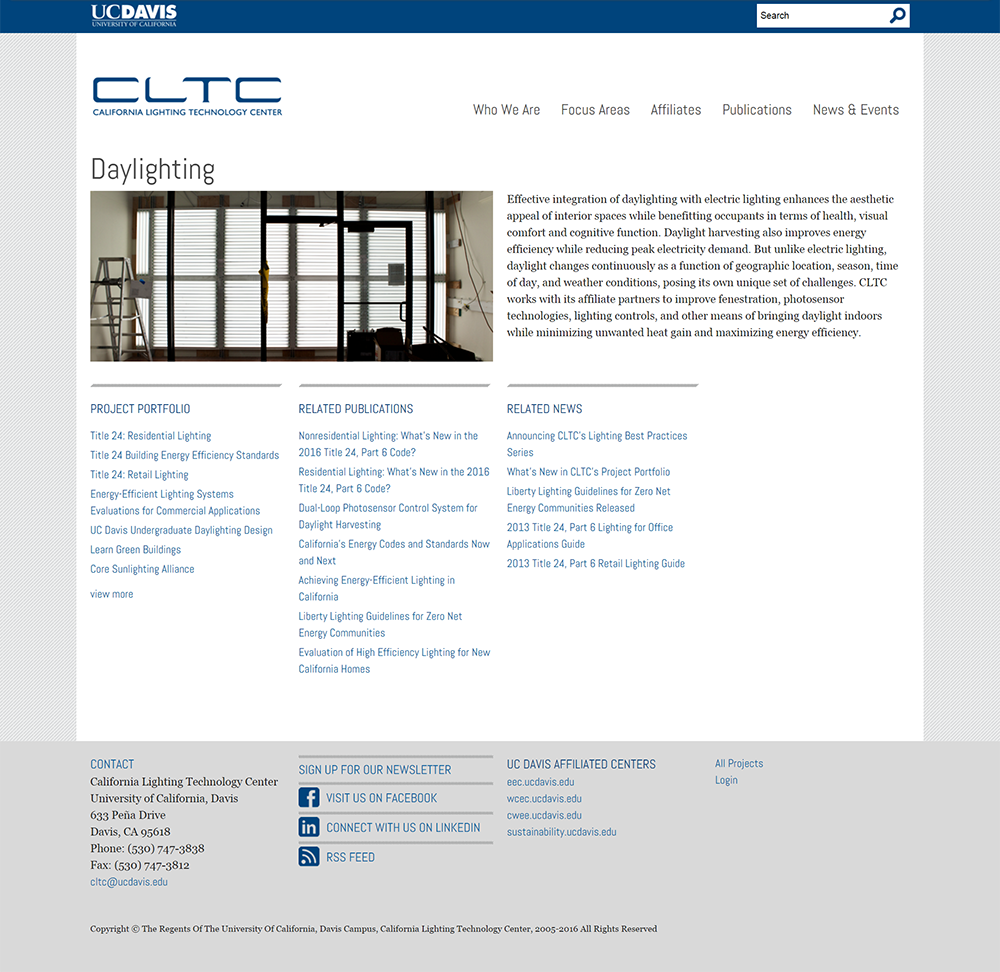 UCDAVIS
UNIVERSITY OF CALIFORNIA
Search
CLTC
CALIFORNIA LIGHTING TECHNOLOGY CENTER
Who We Are
Focus Areas
Affiliates
Publications
News & Events
Daylighting
Effective integration of daylighting with electric lighting enhances the aesthetic
appeal of interior spaces while benefitting occupants in terms of health, visual
comfort and cognitive function. Daylight harvesting also improves energy
efficiency while reducing peak electricity demand. But unlike electric lighting,
daylight changes continuously as a function of geographic location, season, time
of day, and weather conditions, posing its own unique set of challenges. CLTC
works with its affiliate partners to improve fenestration, photosensor
technologies, lighting controls, and other means of bringing daylight indoors
while minimizing unwanted heat gain and maximizing energy efficiency.
PROJECT PORTFOLIO
Title 24: Residential Lighting
Title 24 Building Energy Efficiency Standards
Title 24: Retail Lighting
Energy-Efficient Lighting Systems
Evaluations for Commercial Applications
UC Davis Undergraduate Daylighting Design
Learn Green Buildings
Core Sunlighting Alliance
view more
RELATED PUBLICATIONS
Nonresidential Lighting: What's New in the
2016 Title 24, Part 6 Code?
Residential Lighting: What's New in the 2016
Title 24, Part 6 Code?
Dual-Loop Photosensor Control System for
Daylight Harvesting
California's Energy Codes and Standards Now
and Next
Achieving Energy-Efficient Lighting in
California
Liberty Lighting Guidelines for Zero Net
Energy Communities
Evaluation of High Efficiency Lighting for New
California Homes
RELATED NEWS
Announcing CLTC's Lighting Best Practices
Series
What's New in CLTC's Project Portfolio
Liberty Lighting Guidelines for Zero Net
Energy Communities Released
2013 Title 24, Part 6 Lighting for Office
Applications Guide
2013 Title 24, Part 6 Retail Lighting Guide
CONTACT
California Lighting Technology Center
University of California, Davis
633 Peña Drive
Davis, CA 95618
Phone: (530) 747-3838
Fax: (530) 747-3812
cltc@ucdavis.edu
SIGN UP FOR OUR NEWSLETTER
VISIT US ON FACEBOOK
CONNECT WITH US ON LINKEDIN
RSS FEED
UC DAVIS AFFILIATED CENTERS
eec.ucdavis.edu
wcec.ucdavis.edu
cwee.ucdavis.edu
sustainability.ucdavis.edu
All Projects
Login
Copyright © The Regents Of The University Of California, Davis Campus, California Lighting Technology Center, 2005-2016 All Rights Reserved